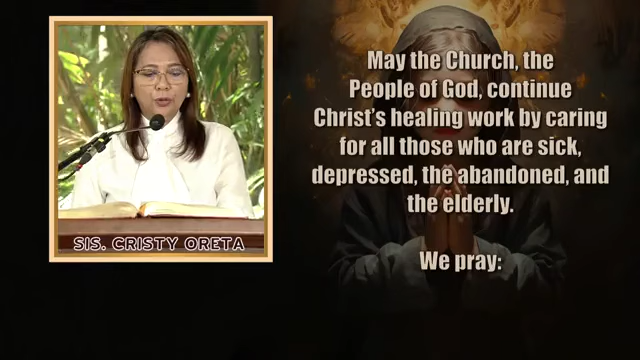 SIS. CRISTY ORETA
May the Church, the
People of God, continue
Christ's healing work by caring
for all those who are sick,
depressed, the abandoned, and
the elderly.
We pray: